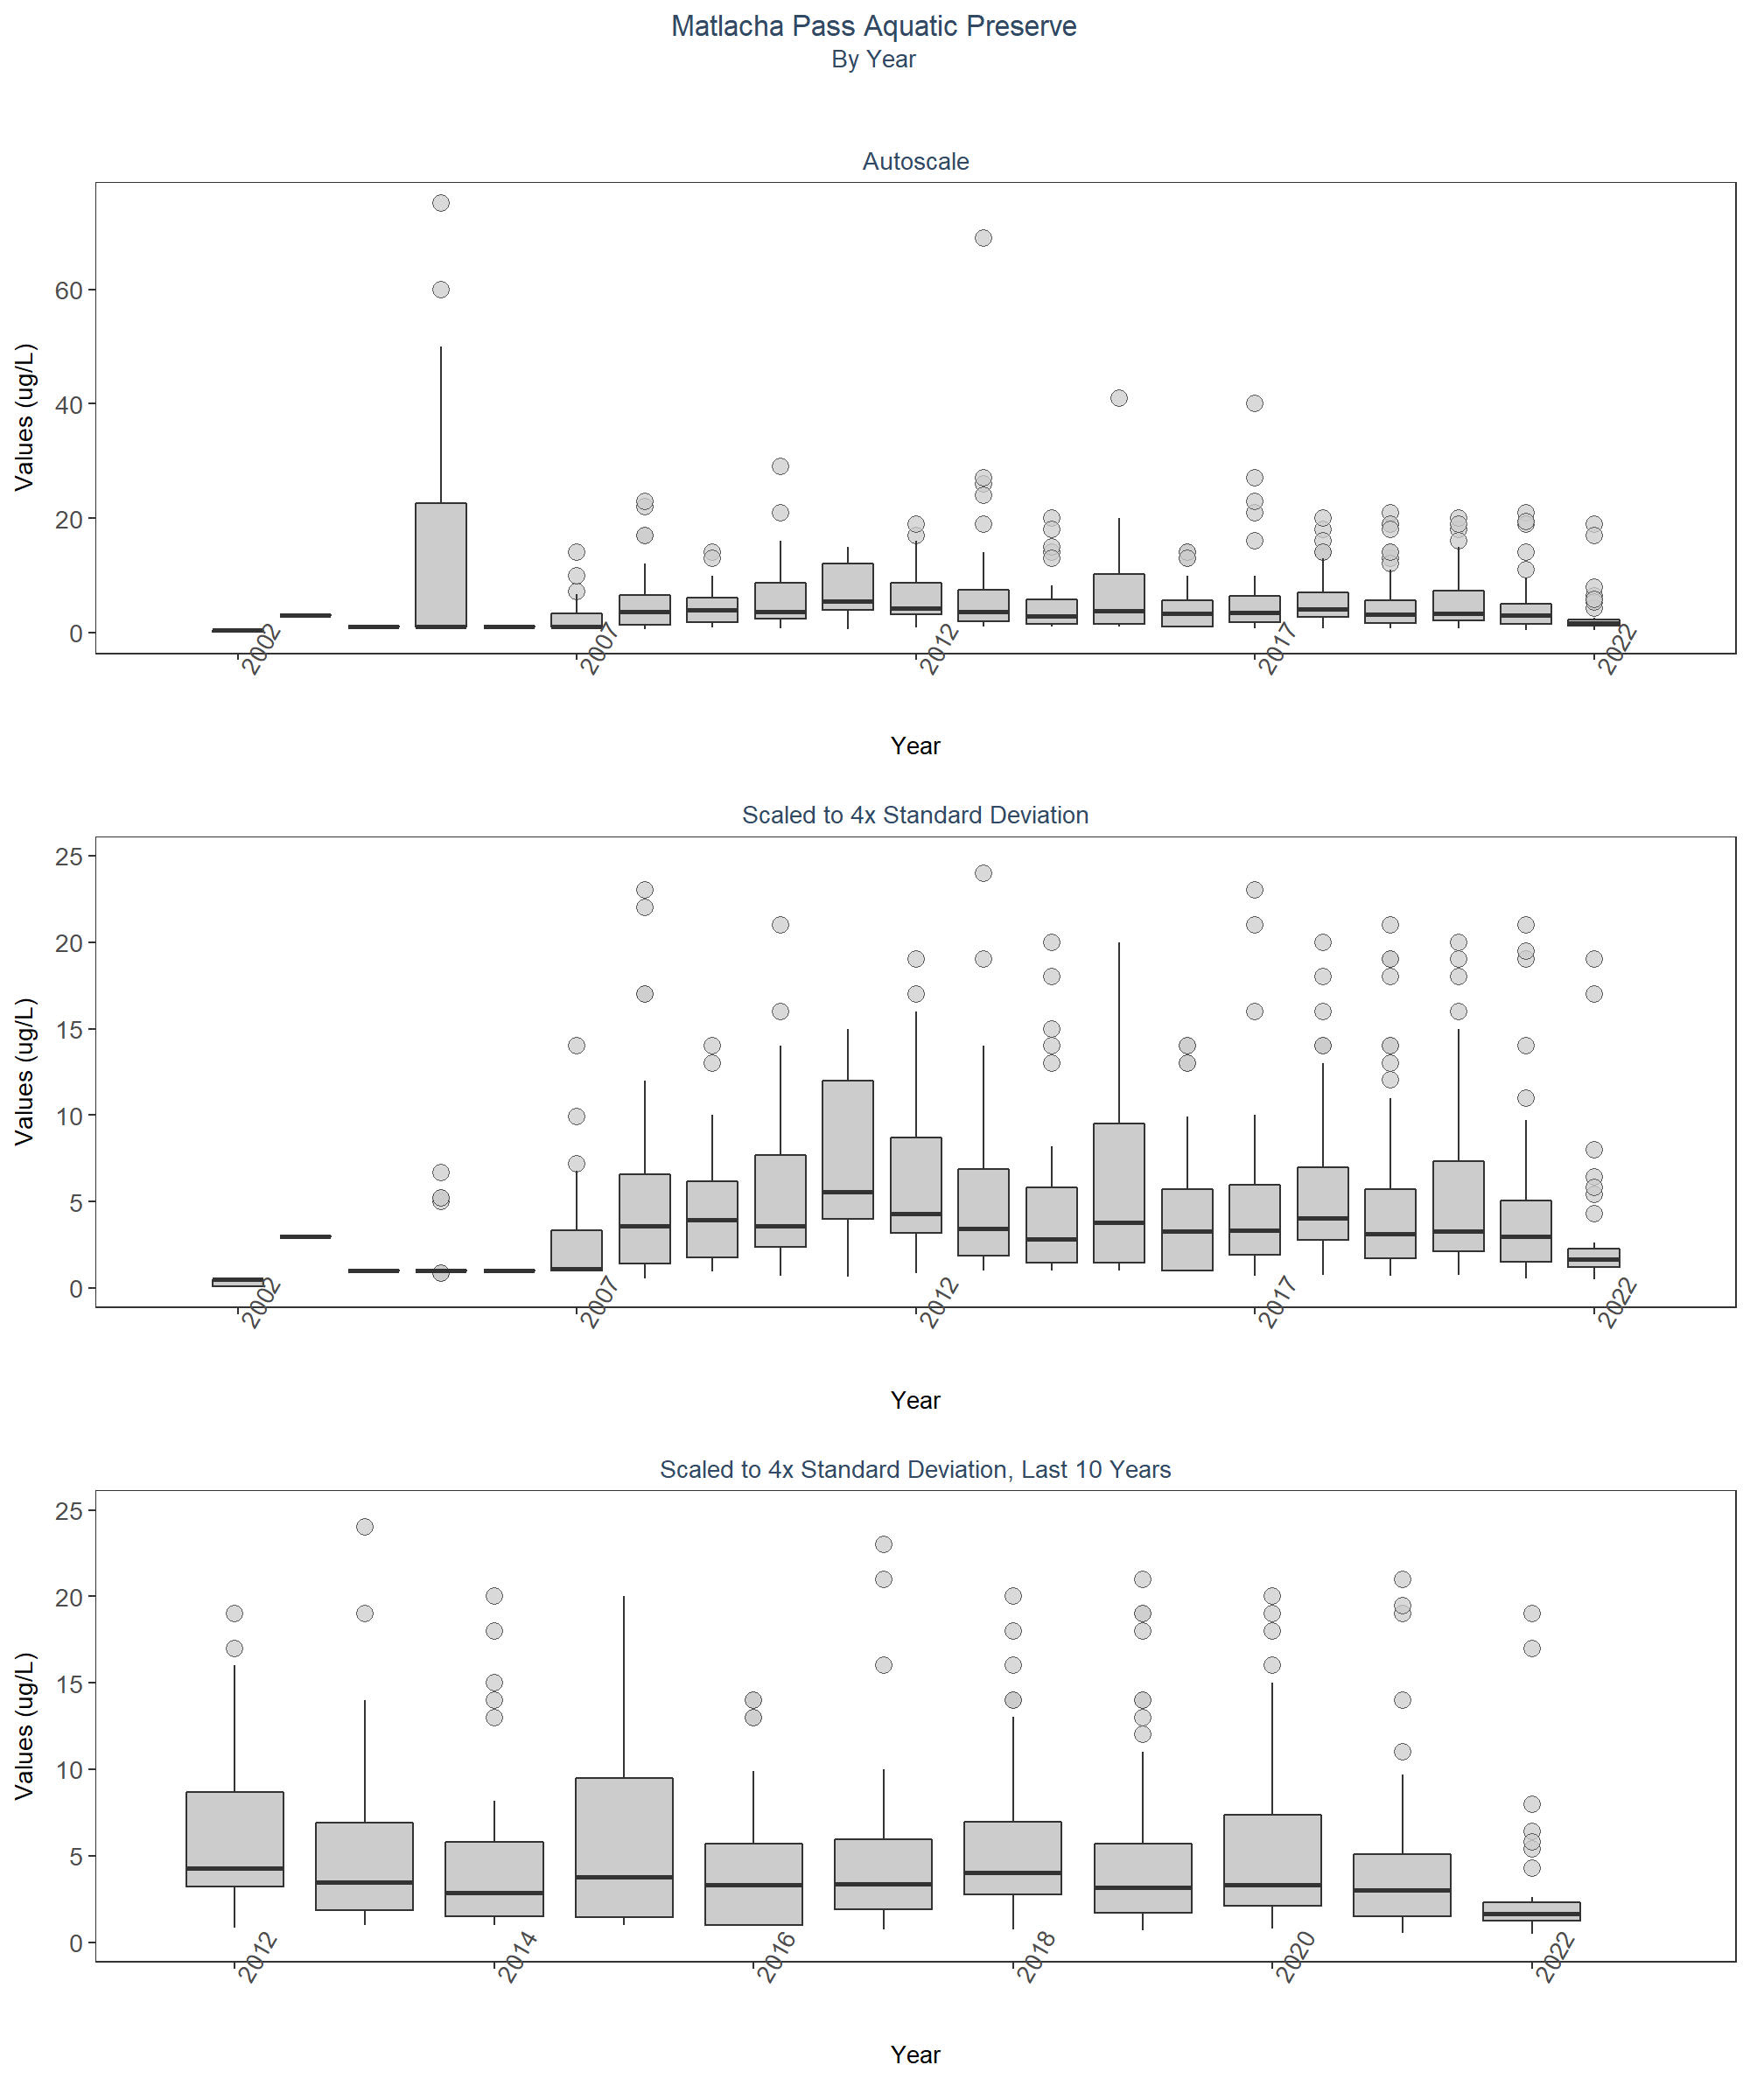 Matlacha Pass Aquatic Preserve
By Year
Autoscale
Values (ug/L)
60
40
20
0
2002
2007
2012
2017
2022
Year
Scaled to 4x Standard Deviation
Values (ug/L)
25
20
15
10
5
0
2002
2007
2012
2017
2022
Year
Scaled to 4x Standard Deviation, Last 10 Years
Values (ug/L)
25
20
15
10
5
0
2012
2014
2016
2018
2020
2022
Year